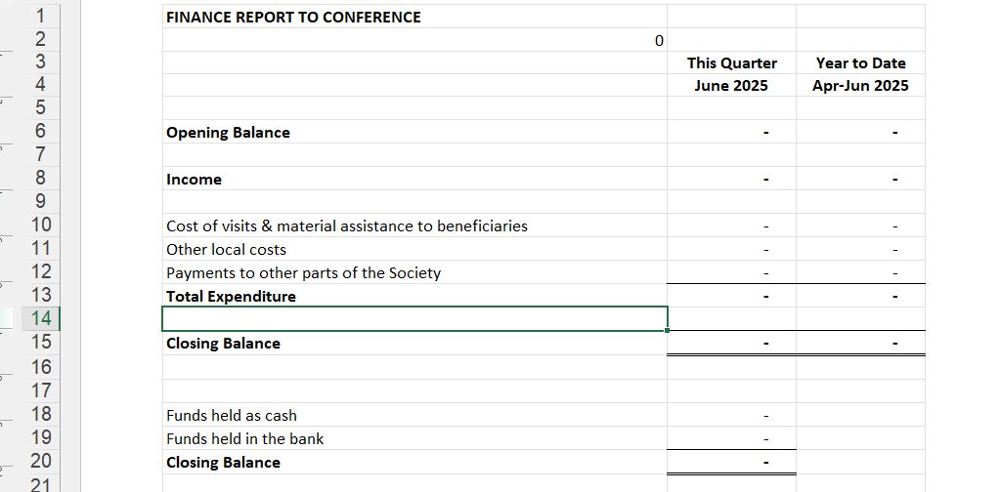 1 FINANCE REPORT TO CONFERENCE
2 0
3 This Quarter Year to Date
4 June 2025 Apr-Jun 2025
5
6 Opening Balance - -
7
8 Income - -
9
10 Cost of visits & material assistance to beneficiaries - -
11 Other local costs - -
12 Payments to other parts of the Society - -
13 Total Expenditure - -
14
15 Closing Balance - -
16
17
18 Funds held as cash -
19 Funds held in the bank -
20 Closing Balance -
21